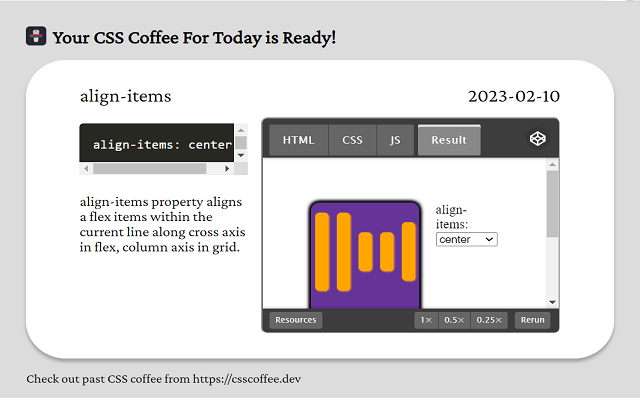 Your CSS Coffee For Today is Ready!
align-items
2023-02-10
align-items: center
align-items property aligns
a flex items within the
current line along cross axis
in flex, column axis in grid.
HTML CSS JS Result
align-
items:
center
Resources 1× 0.5× 0.25× Rerun
Check out past CSS coffee from https://csscoffee.dev